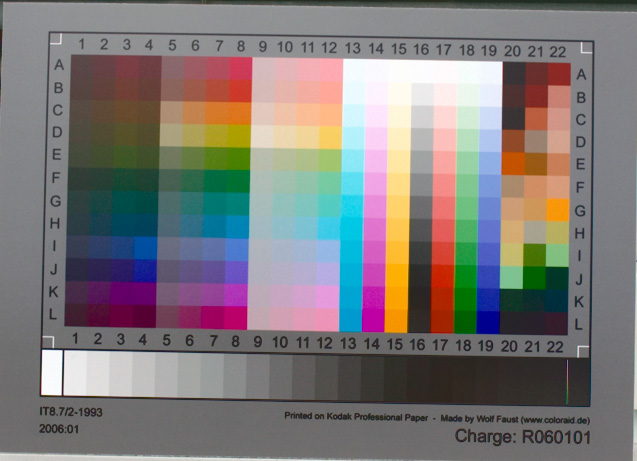 1 2 3 4 5 6 7 8 9 10 11 12 13 14 15 16 17 18 19 20 21 22
A A
B B
C C
D D
E E
F F
G G
H H
I I
J J
K K
L L
1 2 3 4 5 6 7 8 9 10 11 12 13 14 15 16 17 18 19 20 21 22
IT8.7/2-1993
Printed on Kodak Professional Paper - Made by Wolf Faust (www.coloraid.de)
2006:01
Charge: R060101